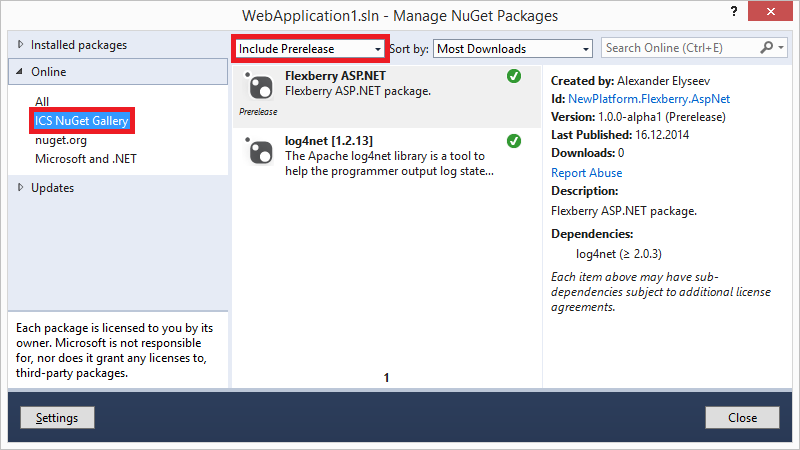 WebApplication1.sln - Manage NuGet Packages
?
Installed packages
Online
All
ICS NuGet Gallery
nuget.org
Microsoft and .NET
Updates
Each package is licensed to you by its
owner. Microsoft is not responsible
for, nor does it grant any licenses to,
third-party packages.
Include Prerelease
Sort by:
Most Downloads
Search Online (Ctrl+E)
Flexberry ASP.NET
Flexberry ASP.NET package.
Prerelease
log4net [1.2.13]
The Apache log4net library is a tool to
help the programmer output log state...
1
Created by: Alexander Elyseev
Id: NewPlatform.Flexberry.AspNet
Version: 1.0.0-alpha1 (Prerelease)
Last Published: 16.12.2014
Downloads: 0
Report Abuse
Description:
Flexberry ASP.NET package.
Dependencies:
log4net (≥ 2.0.3)
Each item above may have sub-
dependencies subject to additional license
agreements.
Settings
Close